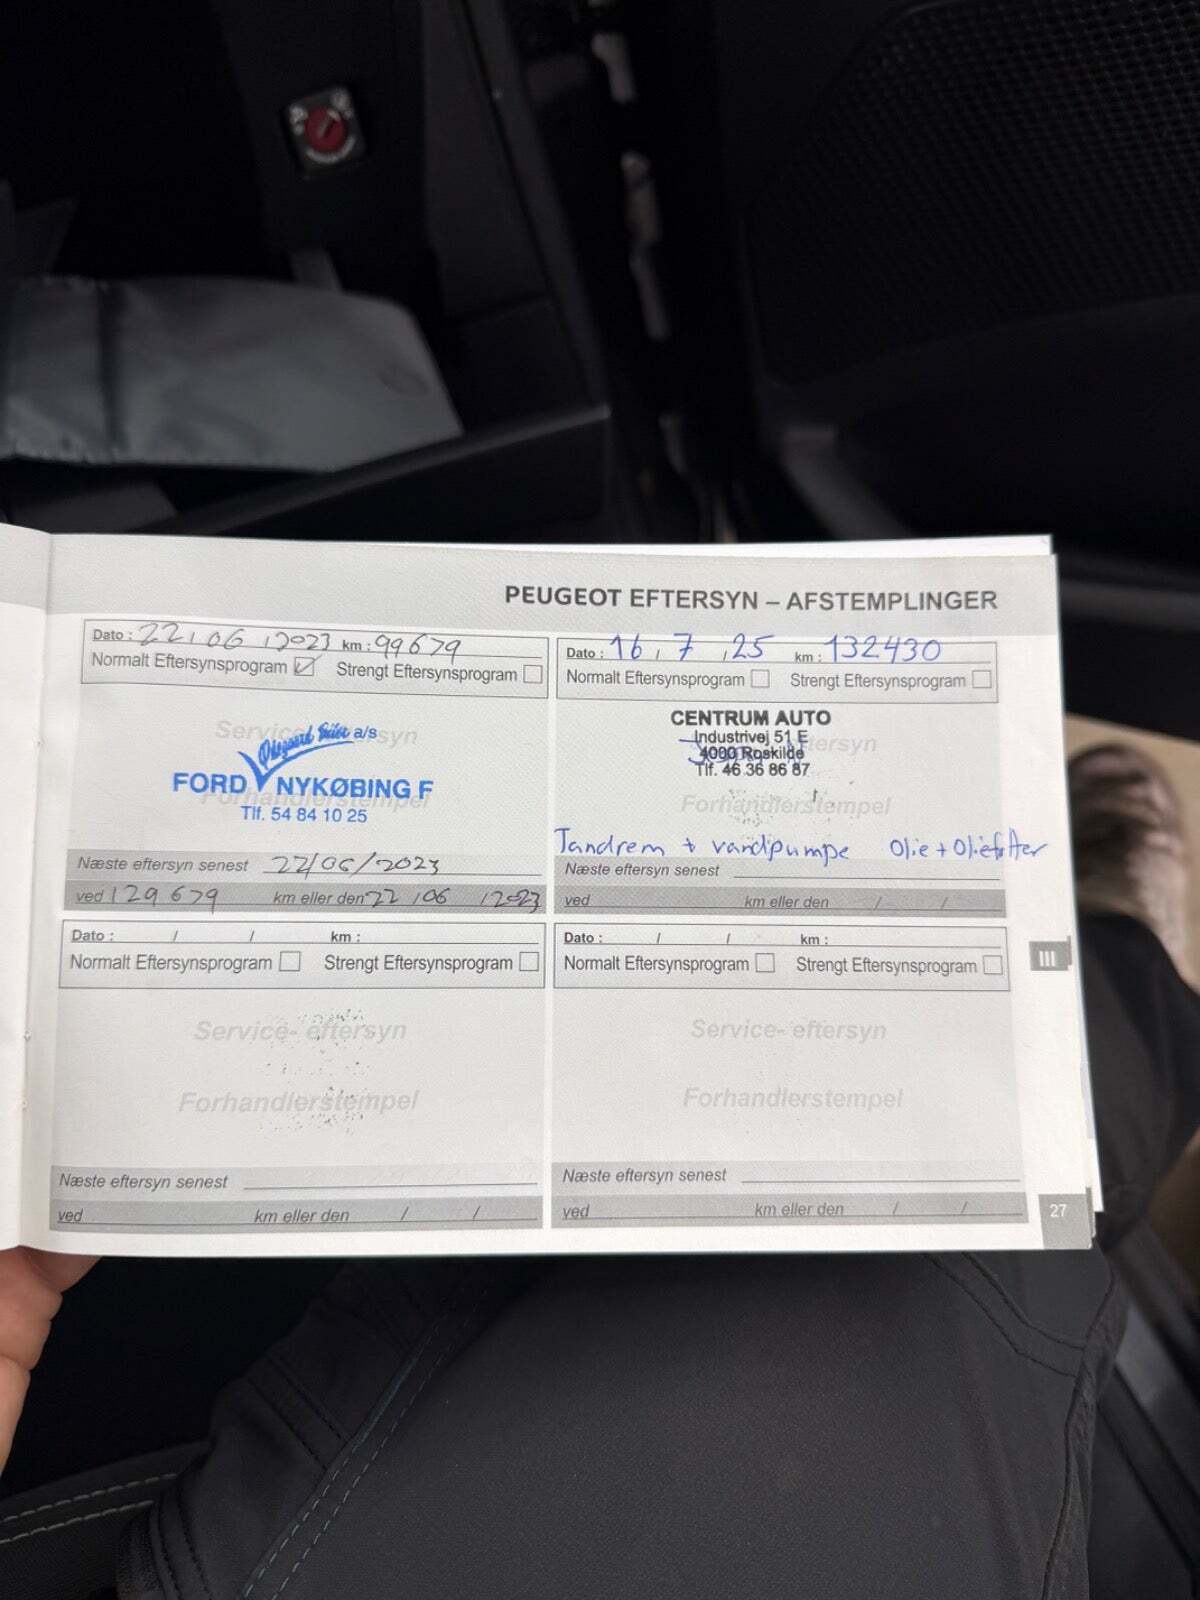 PEUGEOT EFTERSYN – AFSTEMPLINGER
Dato : 22 / 06 / 2023 km : 99679
Normalt Eftersynsprogram Strengt Eftersynsprogram
Service- eftersyn
a/s
FORD NYKØBING F
Forhandlerstempel
Tlf. 54 84 10 25
Næste eftersyn senest 22/06/2023
ved 129679 km eller den 22 / 06 / 2023
Dato : 16 / 7 / 25 km : 132430
Normalt Eftersynsprogram Strengt Eftersynsprogram
CENTRUM AUTO
Industrivej 51 E
eftersyn
4000 Roskilde
Tlf. 46 36 86 87
Forhandlerstempel
Tandrem + vandpumpe Olie + Oliefilter
Næste eftersyn senest
ved km eller den / /
Dato : / / km :
Normalt Eftersynsprogram Strengt Eftersynsprogram
Service- eftersyn
Forhandlerstempel
Næste eftersyn senest
ved km eller den / /
Dato : / / km :
Normalt Eftersynsprogram Strengt Eftersynsprogram
Service- eftersyn
Forhandlerstempel
Næste eftersyn senest
ved km eller den / /
III
27